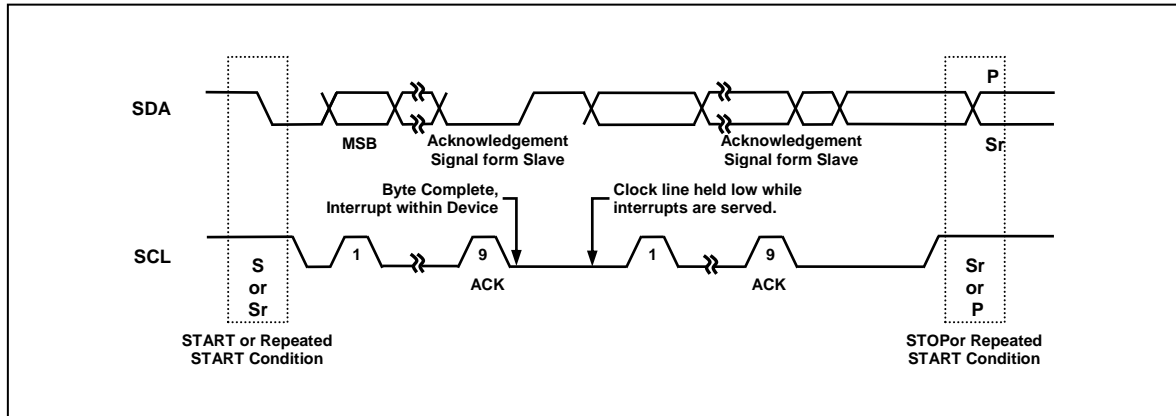 P
SDA
MSB
Acknowledgement
Signal form Slave
Acknowledgement
Signal form Slave
Sr
Byte Complete,
Interrupt within Device
Clock line held low while
interrupts are served.
SCL
S
or
Sr
1
9
ACK
1
9
ACK
Sr
or
P
START or Repeated
START Condition
STOPor Repeated
START Condition